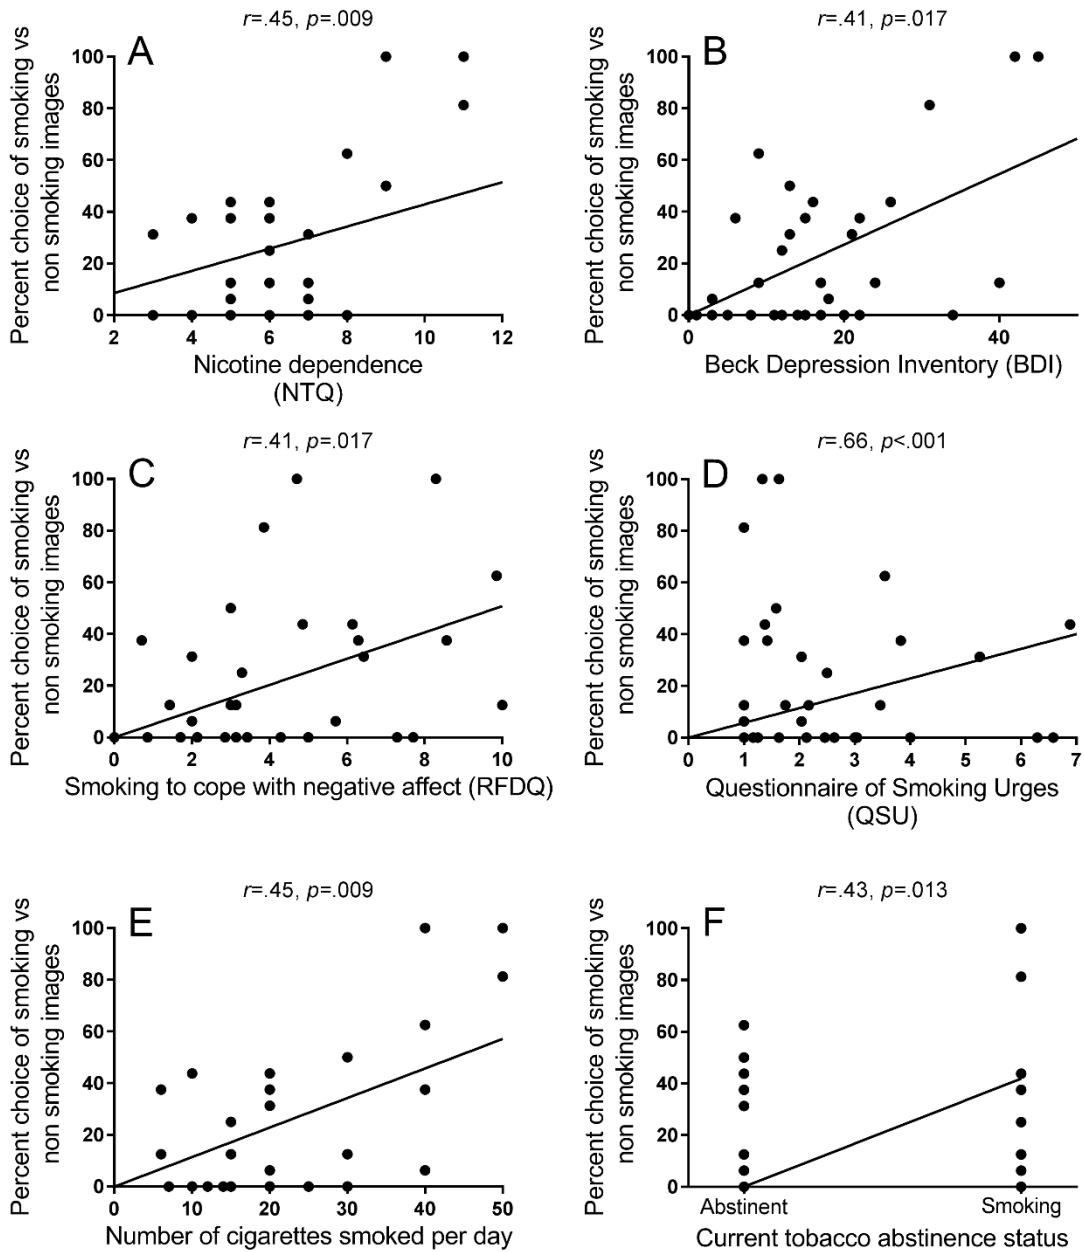 r=.45, p=.009
A
Percent choice of smoking vs
non smoking images
100
80
60
40
20
0
2 4 6 8 10 12
Nicotine dependence
(NTQ)
r=.41, p=.017
B
Percent choice of smoking vs
non smoking images
100
80
60
40
20
0
0 20 40
Beck Depression Inventory (BDI)
r=.41, p=.017
C
Percent choice of smoking vs
non smoking images
100
80
60
40
20
0
0 2 4 6 8 10
Smoking to cope with negative affect (RFDQ)
r=.66, p<.001
D
Percent choice of smoking vs
non smoking images
100
80
60
40
20
0
0 1 2 3 4 5 6 7
Questionnaire of Smoking Urges
(QSU)
r=.45, p=.009
E
Percent choice of smoking vs
non smoking images
100
80
60
40
20
0
0 10 20 30 40 50
Number of cigarettes smoked per day
r=.43, p=.013
F
Percent choice of smoking vs
non smoking images
100
80
60
40
20
0
Abstinent Smoking
Current tobacco abstinence status